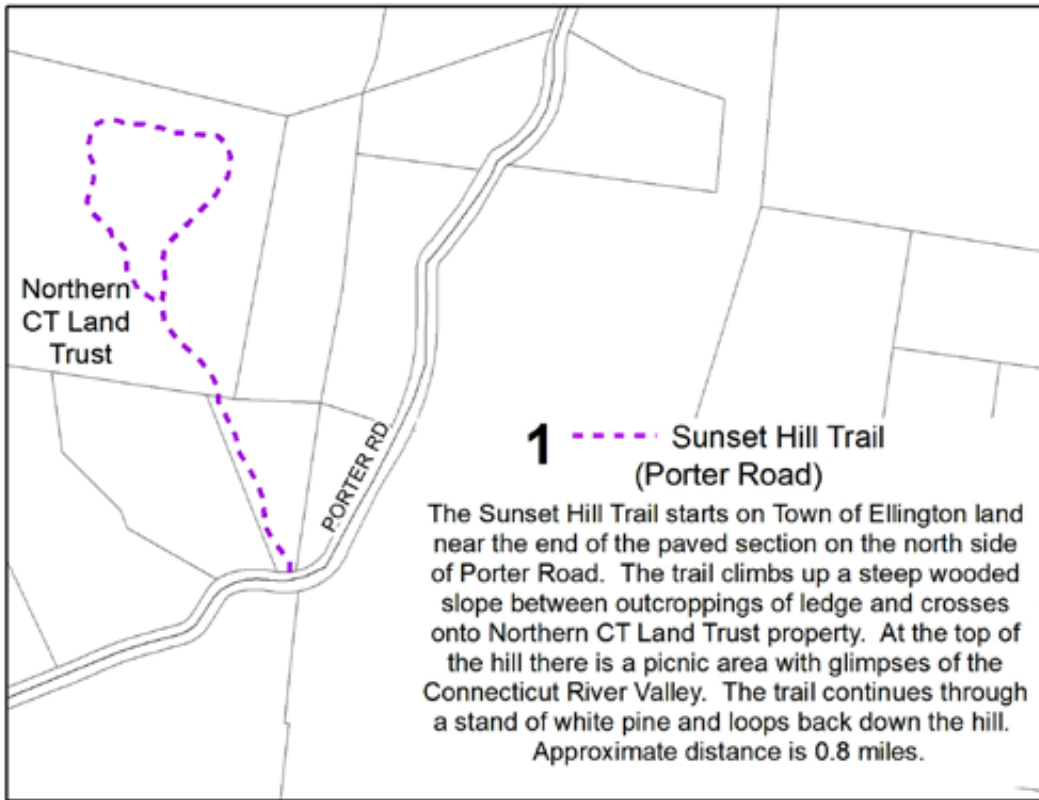 Northern
CT Land
Trust
PORTER RD
1 Sunset Hill Trail
(Porter Road)
The Sunset Hill Trail starts on Town of Ellington land
near the end of the paved section on the north side
of Porter Road. The trail climbs up a steep wooded
slope between outcroppings of ledge and crosses
onto Northern CT Land Trust property. At the top of
the hill there is a picnic area with glimpses of the
Connecticut River Valley. The trail continues through
a stand of white pine and loops back down the hill.
Approximate distance is 0.8 miles.